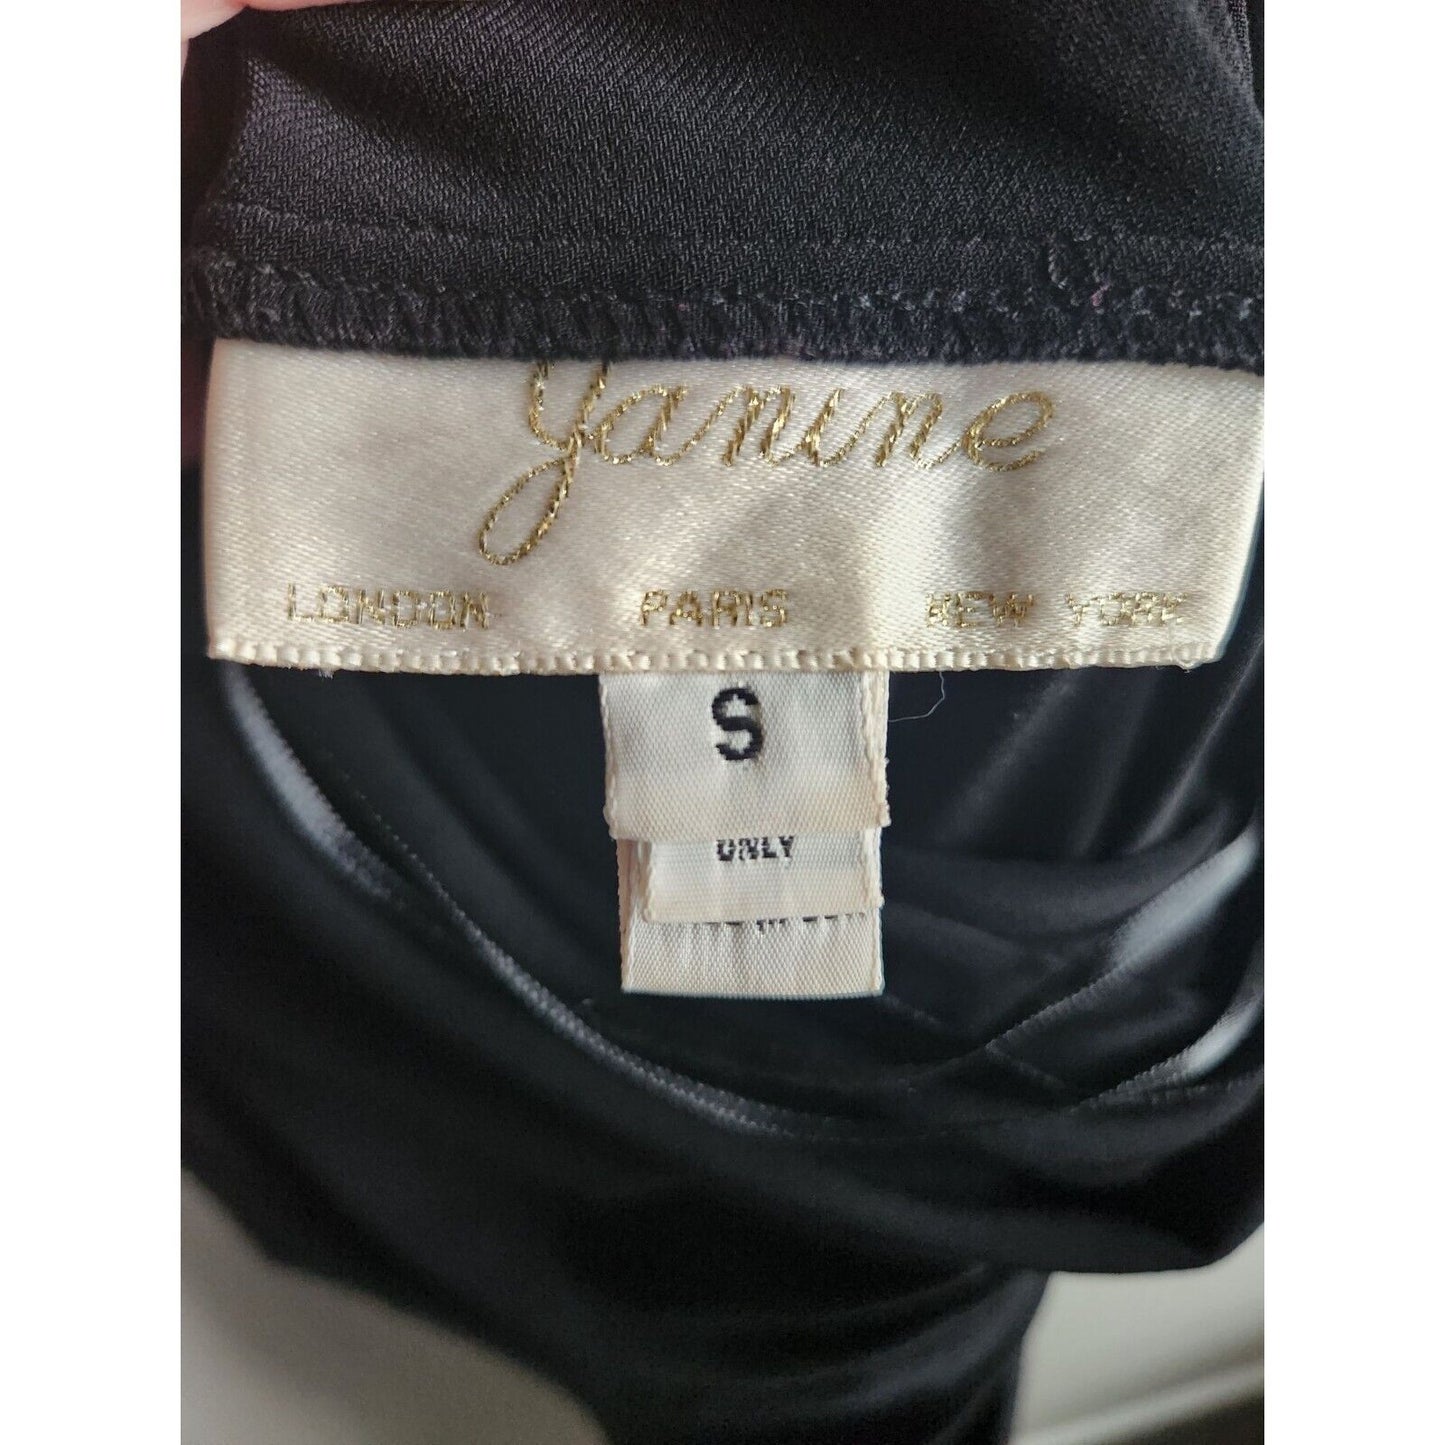 Yanine
LONDON PARIS NEW YORK
S
ONLY